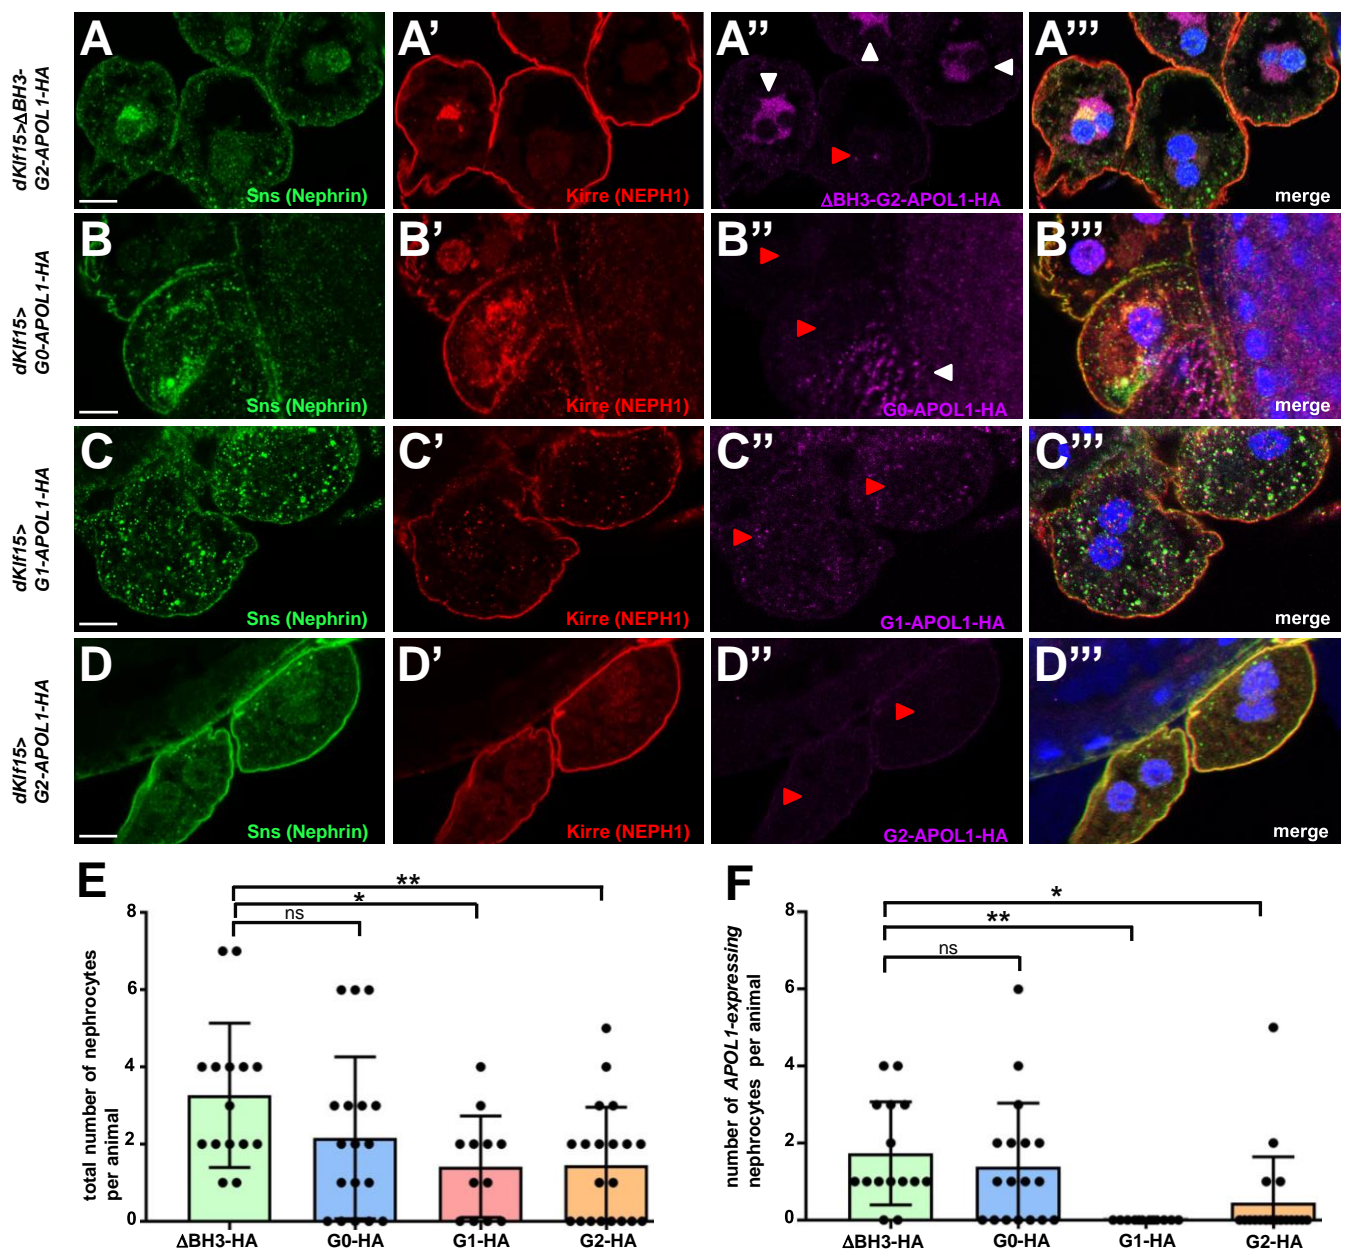 dKlf15>ΔBH3-
G2-APOL1-HA
A
Sns (Nephrin)
A’
Kirre (NEPH1)
A’’
ΔBH3-G2-APOL1-HA
A’’’
merge
dKlf15>
G0-APOL1-HA
B
Sns (Nephrin)
B’
Kirre (NEPH1)
B’’
G0-APOL1-HA
B’’’
merge
dKlf15>
G1-APOL1-HA
C
Sns (Nephrin)
C’
Kirre (NEPH1)
C’’
G1-APOL1-HA
C’’’
merge
dKlf15>
G2-APOL1-HA
D
Sns (Nephrin)
D’
Kirre (NEPH1)
D’’
G2-APOL1-HA
D’’’
merge
E
total number of nephrocytes
per animal
8
6
4
2
0
**
*
ns
ΔBH3-HA
G0-HA
G1-HA
G2-HA
F
number of APOL1-expressing
nephrocytes per animal
8
6
4
2
0
*
**
ns
ΔBH3-HA
G0-HA
G1-HA
G2-HA